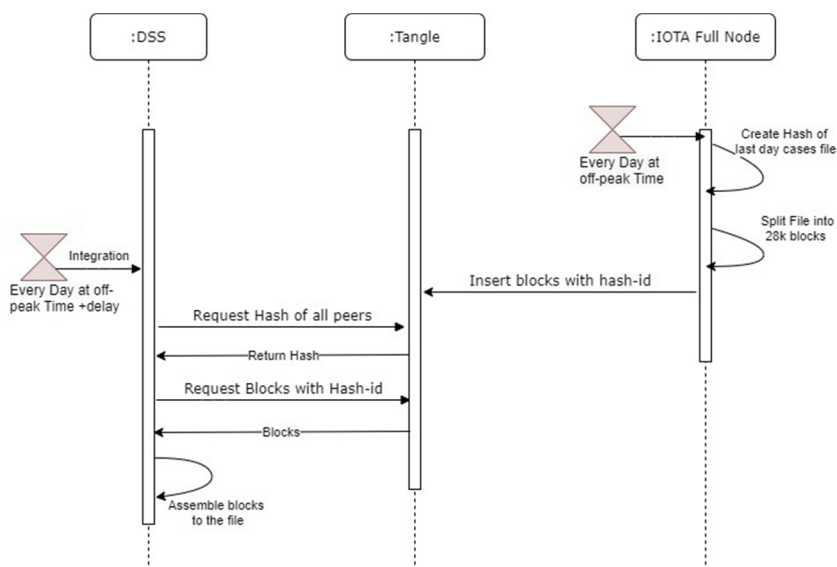 :DSS
:Tangle
:IOTA Full Node
Create Hash of
last day cases file
Every Day at
off-peak Time
Split File into
28k blocks
Integration
Every Day at off-
peak Time +delay
Insert blocks with hash-id
Request Hash of all peers
Return Hash
Request Blocks with Hash-id
Blocks
Assemble blocks
to the file